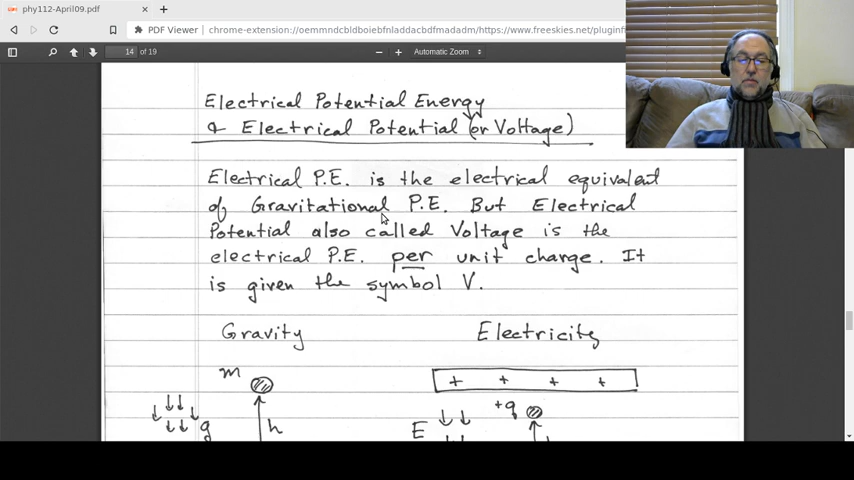 phy112-April09.pdf
PDF Viewer
chrome-extension://oemmndcbldboiebfnladdacbdfmadadm/https://www.freeskies.net/pluginfi
14 of 19
Automatic Zoom
Electrical Potential Energy
& Electrical Potential (or Voltage)
Electrical P.E. is the electrical equivalent
of Gravitational P.E. But Electrical
Potential also called Voltage is the
electrical P.E. per unit charge. It
is given the symbol V.
Gravity Electricity
m
+ + + +
+q
g h E